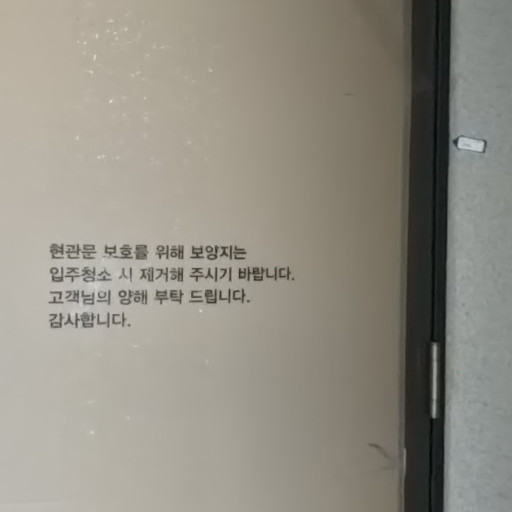 현관문 보호를 위해 보양지는
입주청소 시 제거해 주시기 바랍니다.
고객님의 양해 부탁 드립니다.
감사합니다.